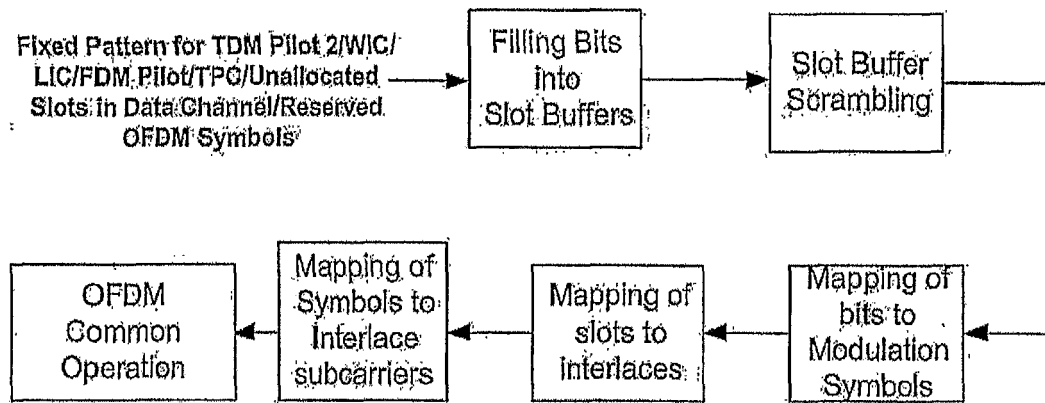 Fixed Pattern for TDM Pilot 2/WIC/
LIC/FDM Pilot/TPC/Unallocated
Slots in Data Channel/Reserved
OFDM Symbols
Filling Bits
into
Slot Buffers
Slot Buffer
Scrambling
Mapping of
bits to
Modulation
Symbols
Mapping of
slots to
interlaces
Mapping of
Symbols to
Interlace
subcarriers
OFDM
Common
Operation